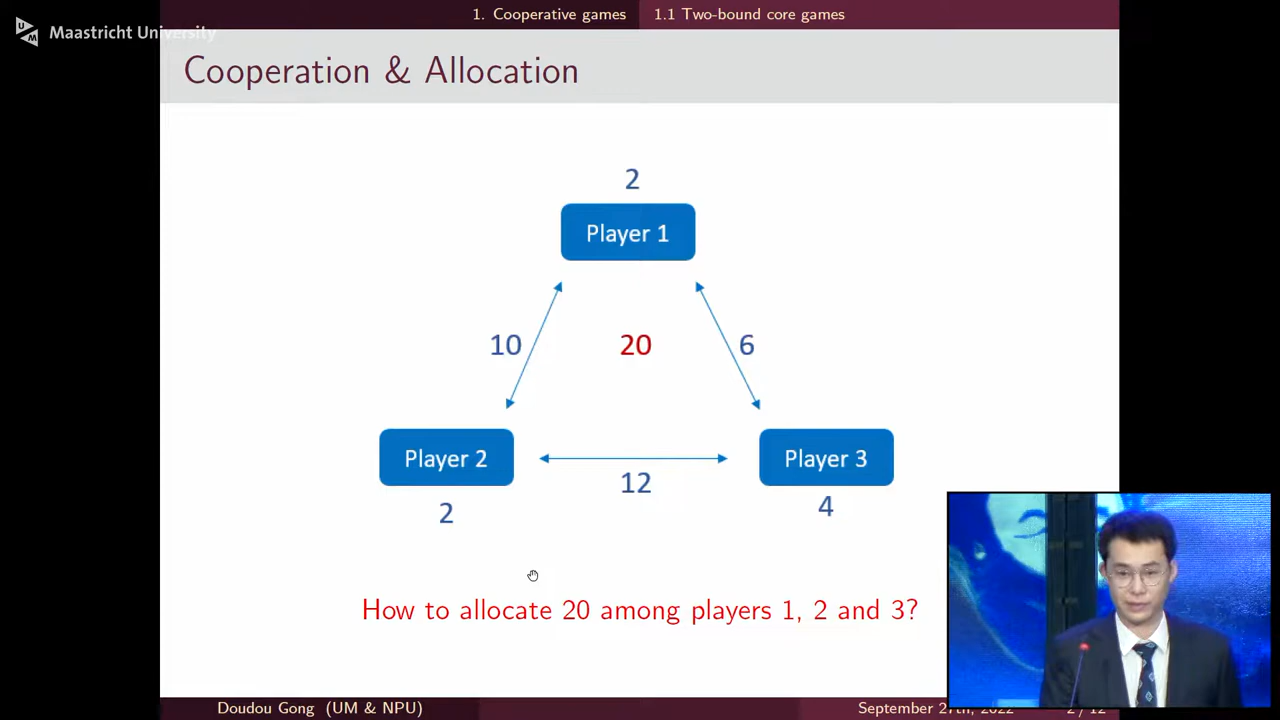 1. Cooperative games 1.1 Two-bound core games
Maastricht University
Cooperation & Allocation
2
Player 1
10 20 6
Player 2 Player 3
12
2 4
How to allocate 20 among players 1, 2 and 3?
Doudou Gong (UM & NPU) September 27th, 2022 2 / 12